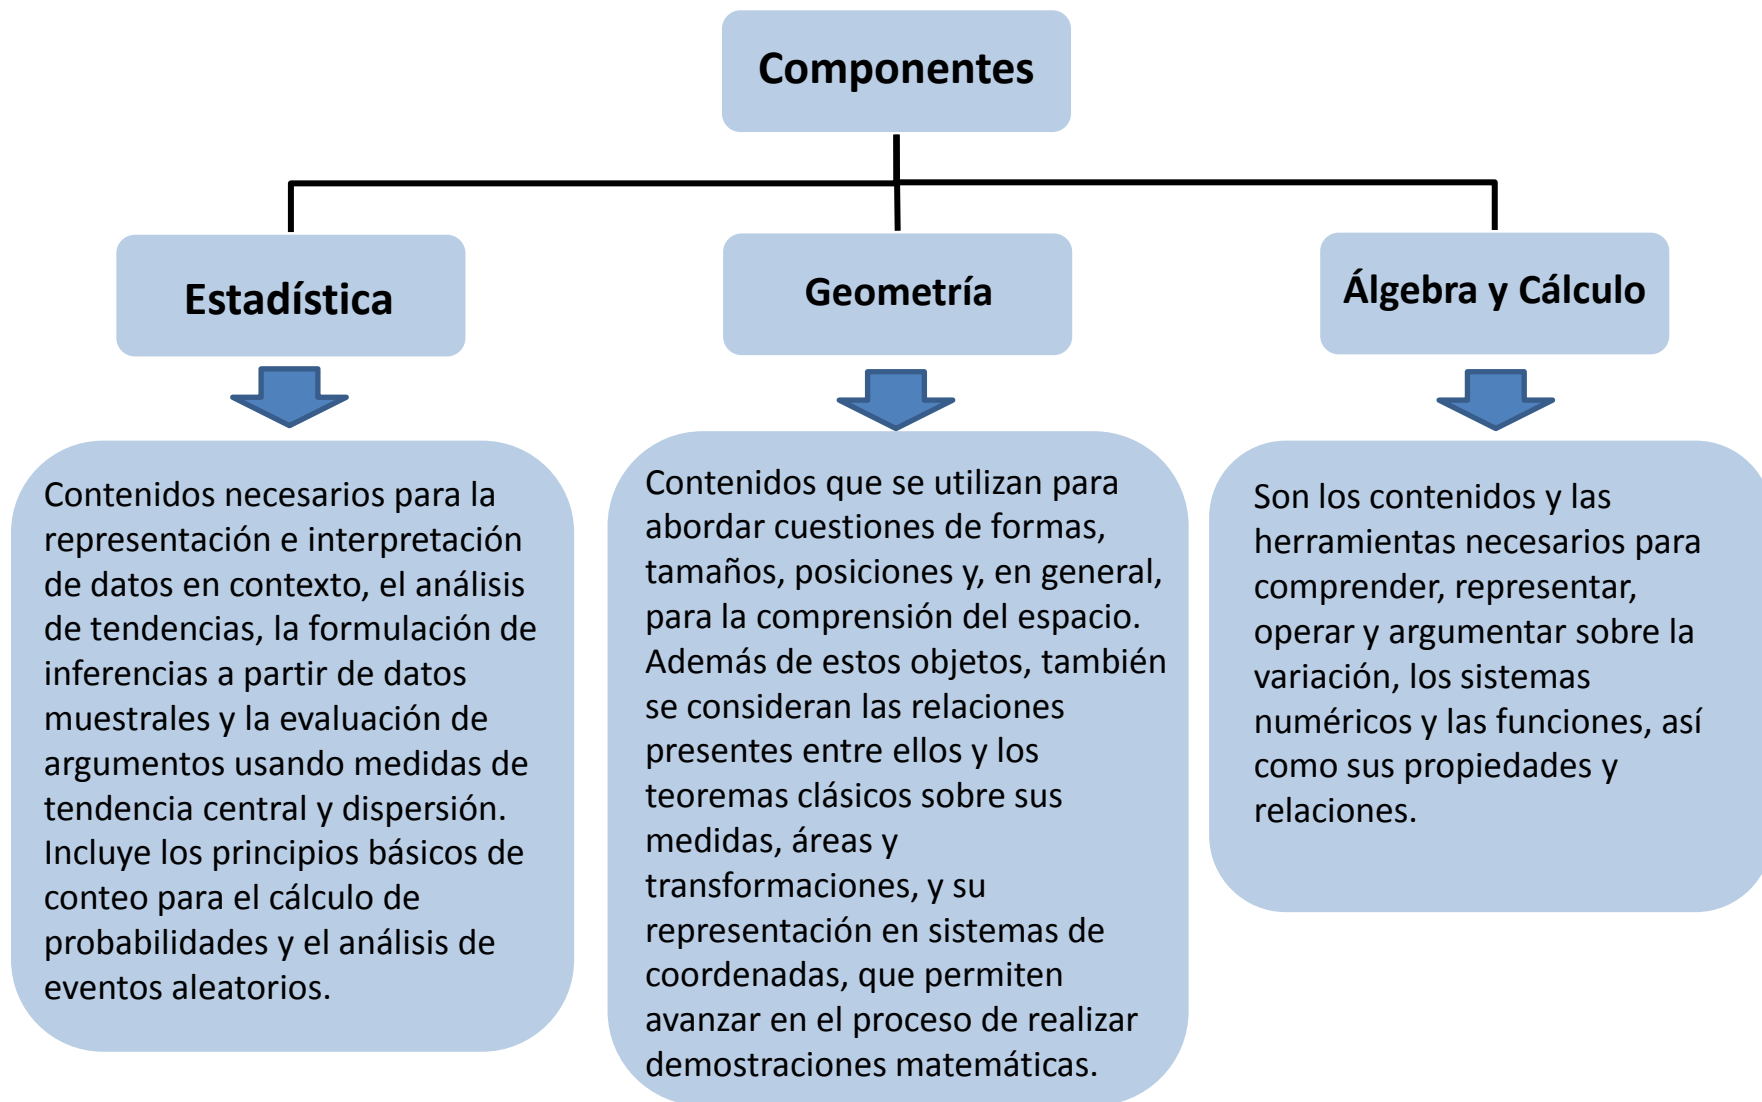 Componentes
Estadística
Geometría
Álgebra y Cálculo
Contenidos necesarios para la
representación e interpretación
de datos en contexto, el análisis
de tendencias, la formulación de
inferencias a partir de datos
muestrales y la evaluación de
argumentos usando medidas de
tendencia central y dispersión.
Incluye los principios básicos de
conteo para el cálculo de
probabilidades y el análisis de
eventos aleatorios.
Contenidos que se utilizan para
abordar cuestiones de formas,
tamaños, posiciones y, en general,
para la comprensión del espacio.
Además de estos objetos, también
se consideran las relaciones
presentes entre ellos y los
teoremas clásicos sobre sus
medidas, áreas y
transformaciones, y su
representación en sistemas de
coordenadas, que permiten
avanzar en el proceso de realizar
demostraciones matemáticas.
Son los contenidos y las
herramientas necesarios para
comprender, representar,
operar y argumentar sobre la
variación, los sistemas
numéricos y las funciones, así
como sus propiedades y
relaciones.